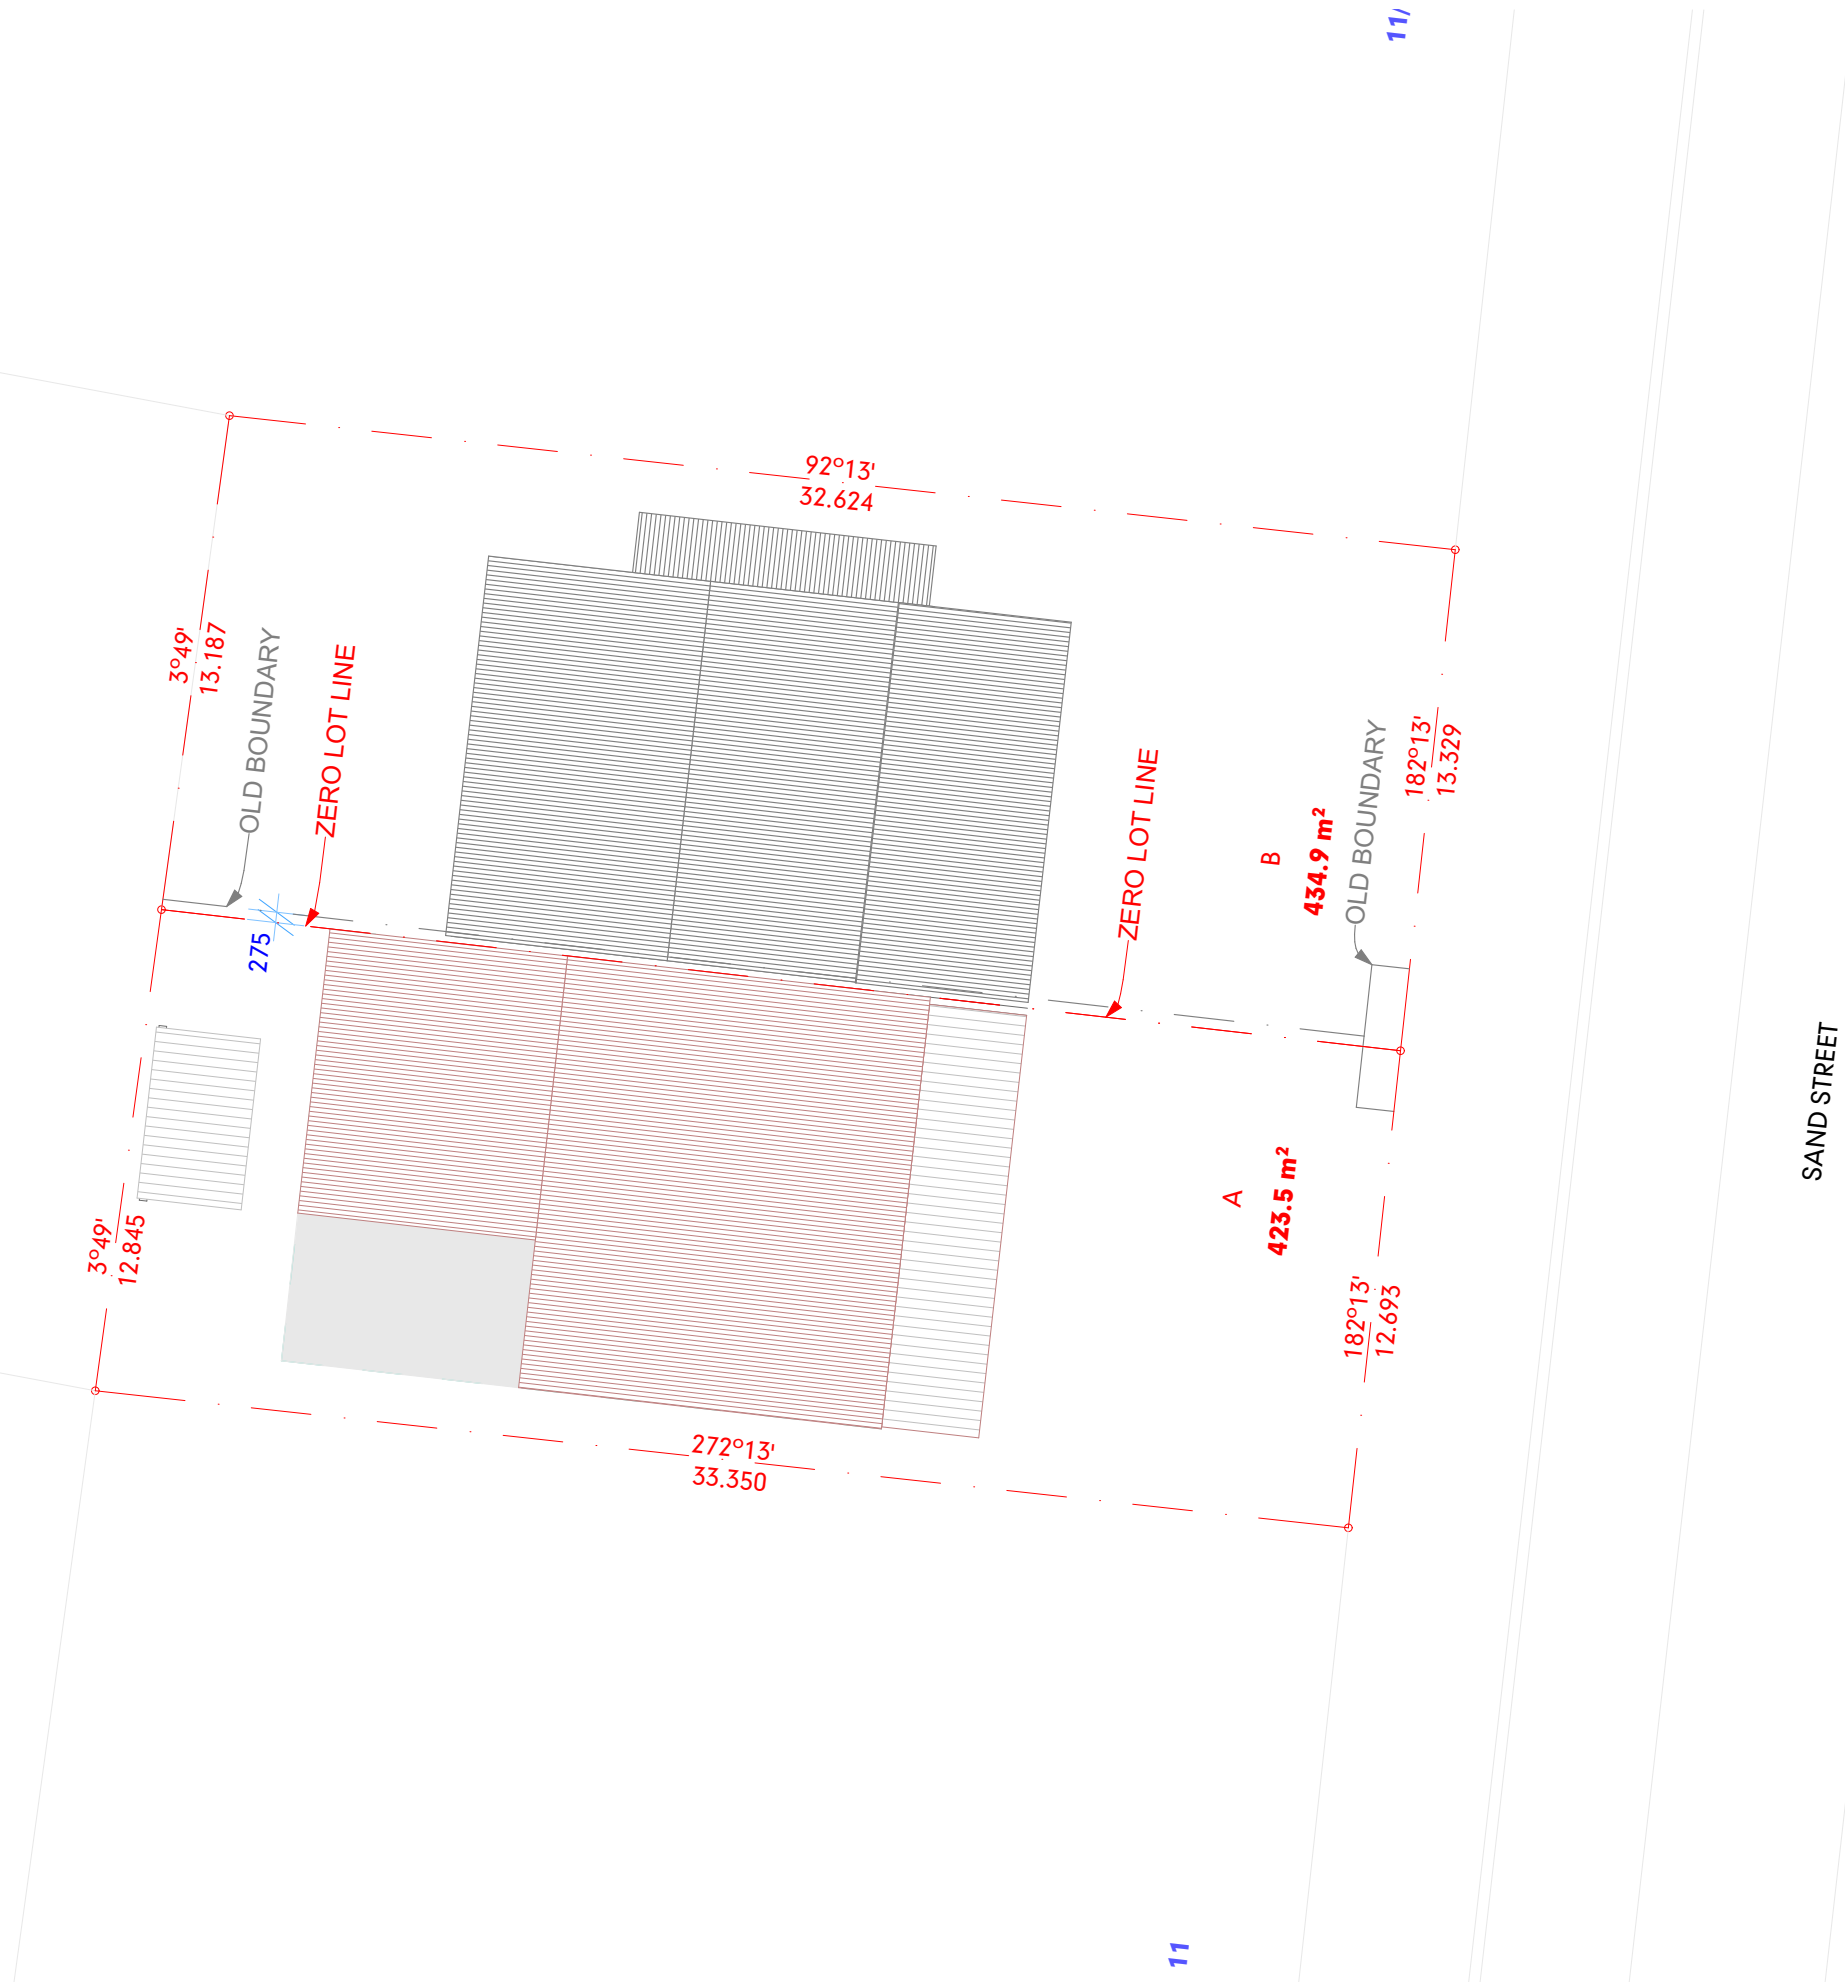 92°13'
32.624
3°49'
13.187
OLD BOUNDARY
ZERO LOT LINE
275
ZERO LOT LINE
B
434.9 m²
OLD BOUNDARY
182°13'
13.329
SAND STREET
A
423.5 m²
3°49'
12.845
182°13'
12.693
272°13'
33.350
11